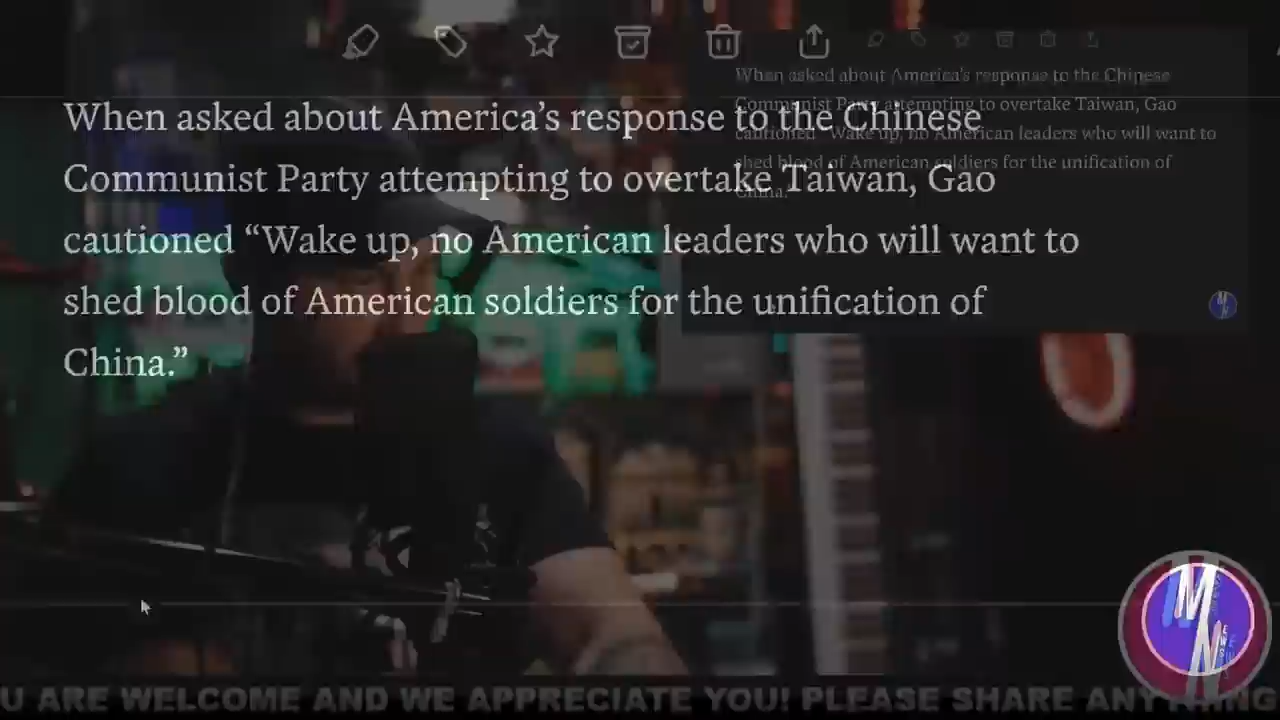 When asked about America’s response to the Chinese
Communist Party attempting to overtake Taiwan, Gao
cautioned “Wake up, no American leaders who will want to
shed blood of American soldiers for the unification of
China.”
When asked about America's response to the Chinese
Communist Party attempting to overtake Taiwan, Gao
cautioned “Wake up, no American leaders who will want to
shed blood of American soldiers for the unification of
China.”
MN
MN
U ARE WELCOME AND WE APPRECIATE YOU! PLEASE SHARE ANYTHING